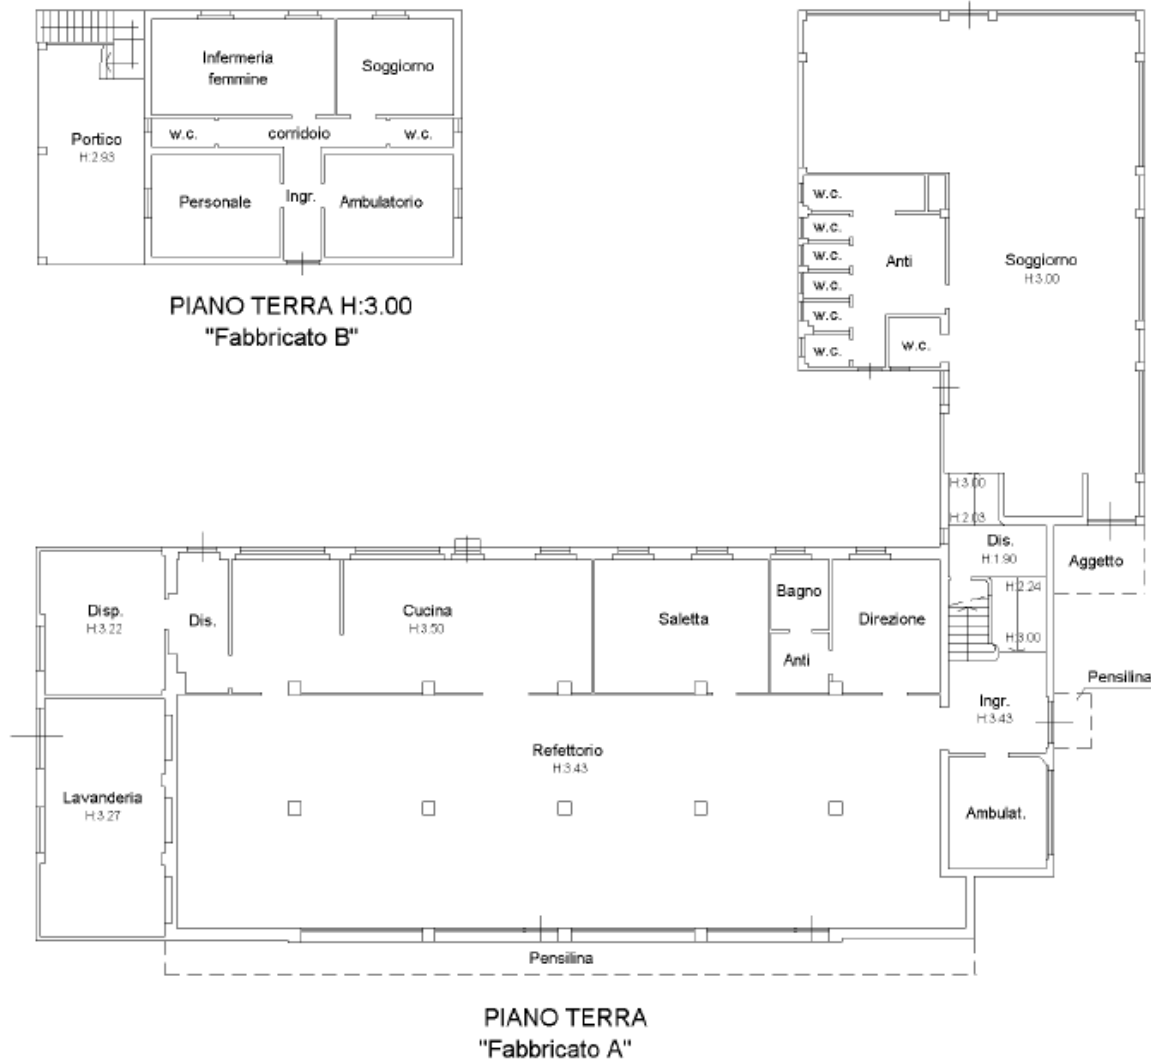 Infermeria
femmine
Soggiorno
Portico
H:2.93
w.c.
corridoio
w.c.
Personale
Ingr.
Ambulatorio
PIANO TERRA H:3.00
"Fabbricato B"
w.c.
w.c.
w.c.
w.c.
w.c.
w.c.
Anti
w.c.
Soggiorno
H:3.00
H:3.00
H:2.03
Dis.
H:1.90
H:2.24
H:3.00
Aggetto
Disp.
H:3.22
Dis.
Cucina
H:3.50
Saletta
Bagno
Anti
Direzione
Pensilina
Ingr.
H:3.43
Refettorio
H:3.43
Lavanderia
H:3.27
Ambulat.
Pensilina
PIANO TERRA
"Fabbricato A"